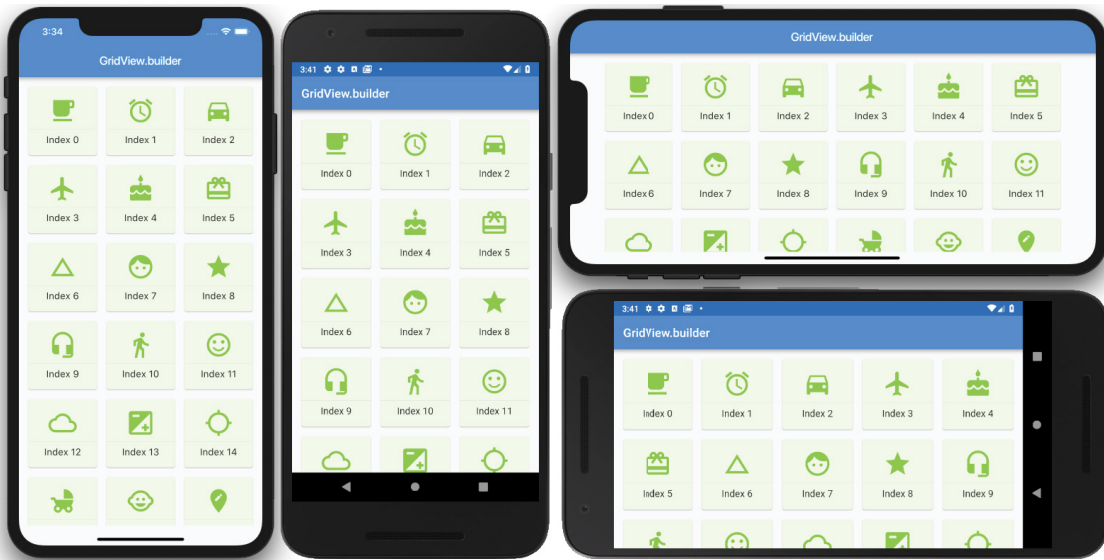 3:34
GridView.builder
Index 0 Index 1 Index 2
Index 3 Index 4 Index 5
Index 6 Index 7 Index 8
Index 9 Index 10 Index 11
Index 12 Index 13 Index 14
3:41
GridView.builder
Index 0 Index 1 Index 2
Index 3 Index 4 Index 5
Index 6 Index 7 Index 8
Index 9 Index 10 Index 11
GridView.builder
Index 0 Index 1 Index 2 Index 3 Index 4 Index 5
Index 6 Index 7 Index 8 Index 9 Index 10 Index 11
3:41
GridView.builder
Index 0 Index 1 Index 2 Index 3 Index 4
Index 5 Index 6 Index 7 Index 8 Index 9